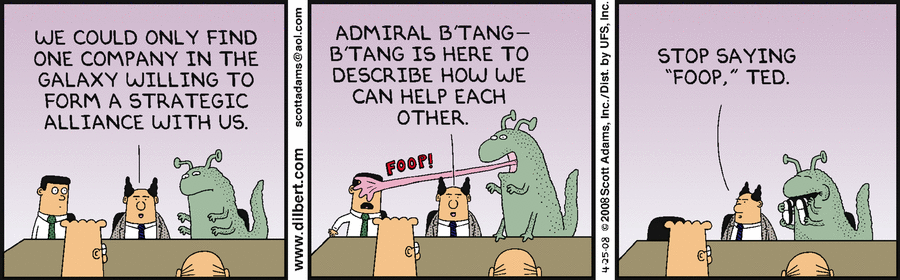 WE COULD ONLY FIND
ONE COMPANY IN THE
GALAXY WILLING TO
FORM A STRATEGIC
ALLIANCE WITH US.
www.dilbert.com scottadams@aol.com
ADMIRAL B'TANG—
B'TANG IS HERE TO
DESCRIBE HOW WE
CAN HELP EACH
OTHER.
FOOP!
4-25-08 © 2008 Scott Adams, Inc./Dist. by UFS, Inc.
STOP SAYING
"FOOP," TED.